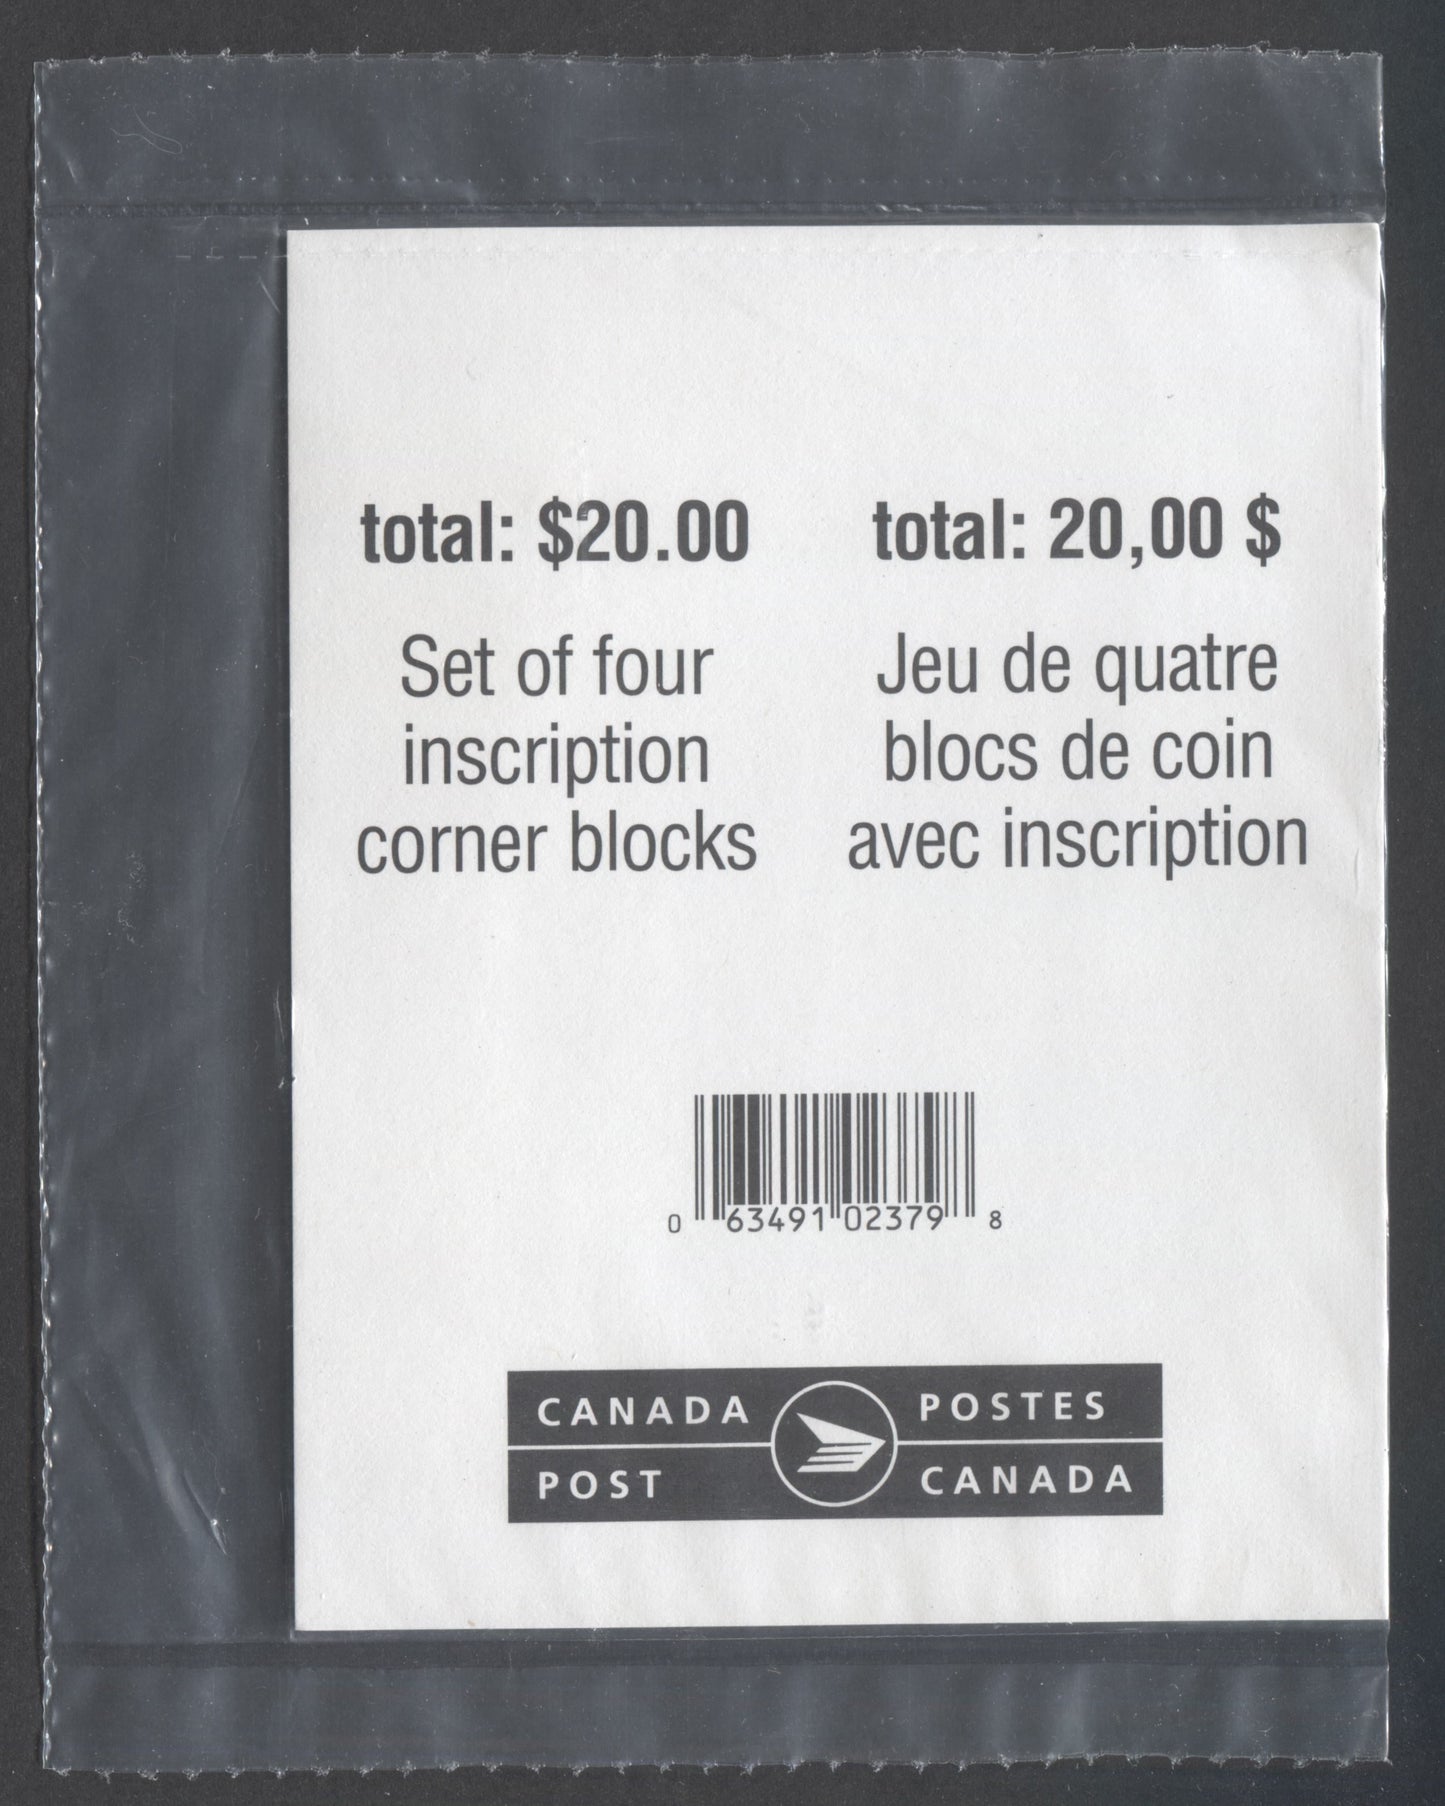 total: $20.00
Set of four
inscription
corner blocks
total: 20,00 $
Jeu de quatre
blocs de coin
avec inscription
0 63491 02379 8
CANADA
POST
POSTES
CANADA